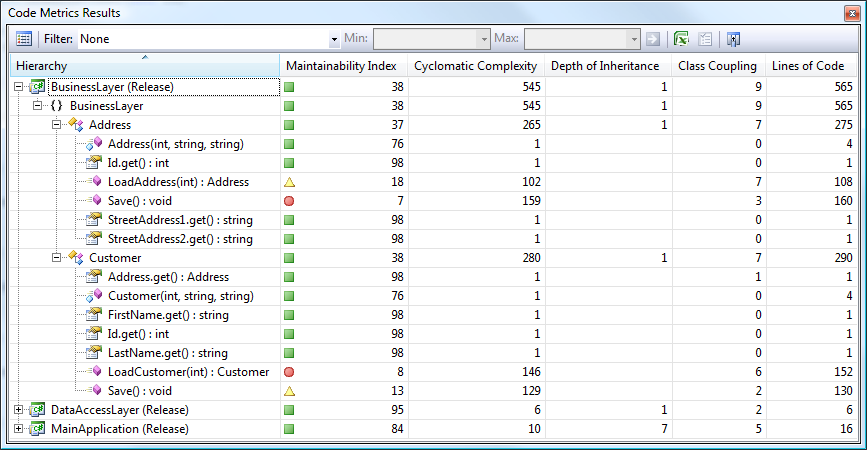 Code Metrics Results
Filter: None Min: Max:
Hierarchy Maintainability Index Cyclomatic Complexity Depth of Inheritance Class Coupling Lines of Code
BusinessLayer (Release) 38 545 1 9 565
{} BusinessLayer 38 545 1 9 565
Address 37 265 1 7 275
Address(int, string, string) 76 1 0 4
Id.get() : int 98 1 0 1
LoadAddress(int) : Address 18 102 7 108
Save() : void 7 159 3 160
StreetAddress1.get() : string 98 1 0 1
StreetAddress2.get() : string 98 1 0 1
Customer 38 280 1 7 290
Address.get() : Address 98 1 1 1
Customer(int, string, string) 76 1 0 4
FirstName.get() : string 98 1 0 1
Id.get() : int 98 1 0 1
LastName.get() : string 98 1 0 1
LoadCustomer(int) : Customer 8 146 6 152
Save() : void 13 129 2 130
DataAccessLayer (Release) 95 6 1 2 6
MainApplication (Release) 84 10 7 5 16